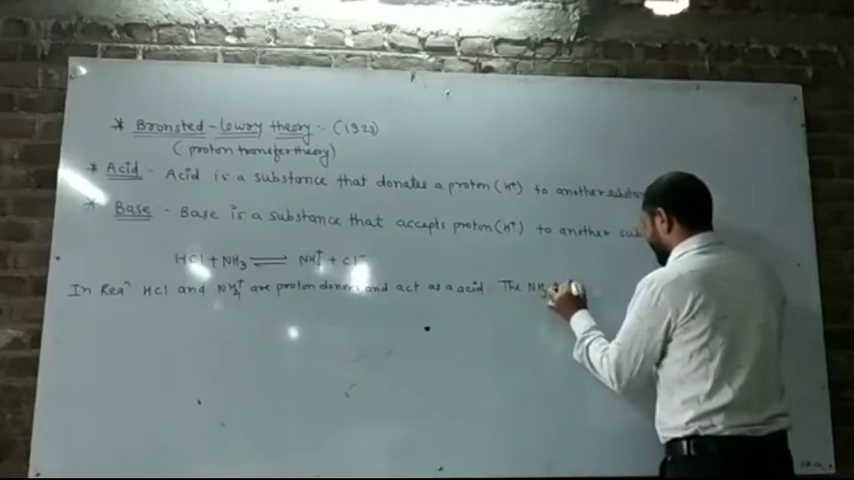 * Bronsted-lowry theory :- (1923)
(proton transfer theory)
* Acid - Acid is a substance that donates a proton (H⁺) to another substan
* Base - Base is a substance that accepts proton (H⁺) to another sub
HCl + NH₃ ⇌ NH₄⁺ + Cl⁻
In Reaⁿ HCl and NH₄⁺ are proton donors and act as a acid. The NH₃